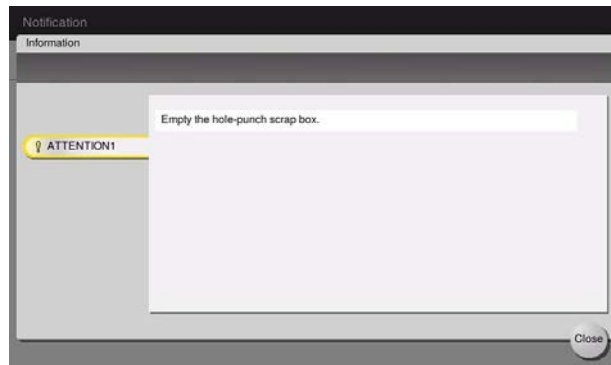 Notification
Information
Empty the hole-punch scrap box.
ATTENTION1
Close